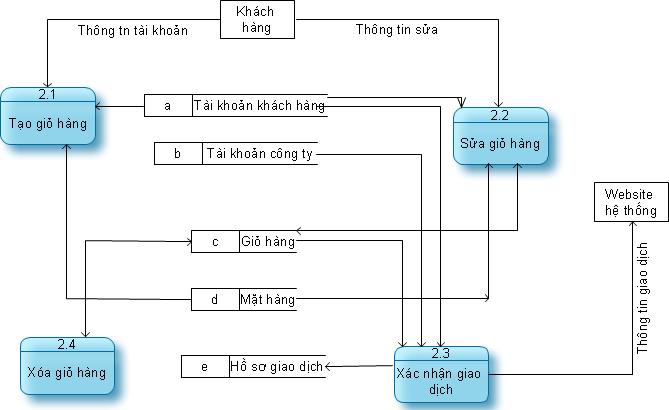 Khách
hàng
Thông tn tài khoản
Thông tin sửa
2.1
Tạo giỏ hàng
a Tài khoản khách hàng
2.2
Sửa giỏ hàng
b Tài khoản công ty
Website
hệ thống
c Giỏ hàng
Thông tin giao dịch
d Mặt hàng
2.4
Xóa giỏ hàng
e Hồ sơ giao dịch
2.3
Xác nhận giao
dịch